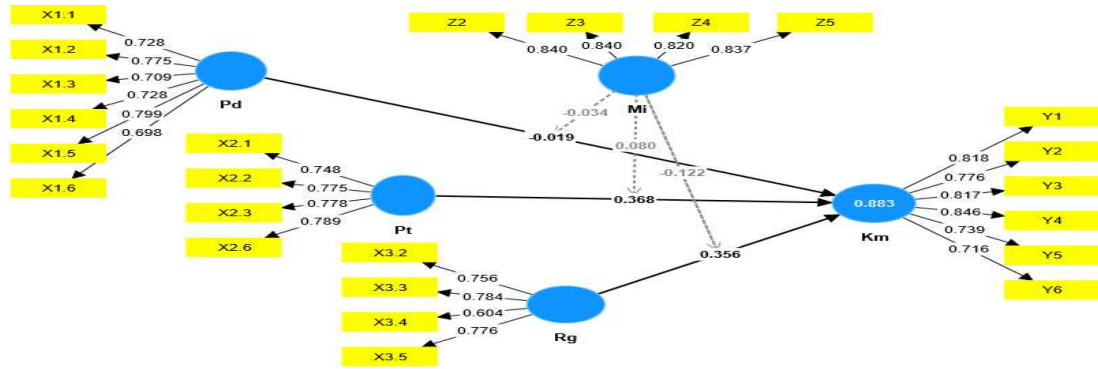 X1.1
X1.2
X1.3
X1.4
X1.5
X1.6
0.728
0.775
0.709
0.728
0.799
0.698
Pd
Z2
Z3
Z4
Z5
0.840
0.840
0.820
0.837
Mi
-0.034
0.080
-0.122
-0.019
0.368
0.356
X2.1
X2.2
X2.3
X2.6
0.748
0.775
0.778
0.789
Pt
X3.2
X3.3
X3.4
X3.5
0.756
0.784
0.604
0.776
Rg
0.883
Km
0.818
0.776
0.817
0.846
0.739
0.716
Y1
Y2
Y3
Y4
Y5
Y6